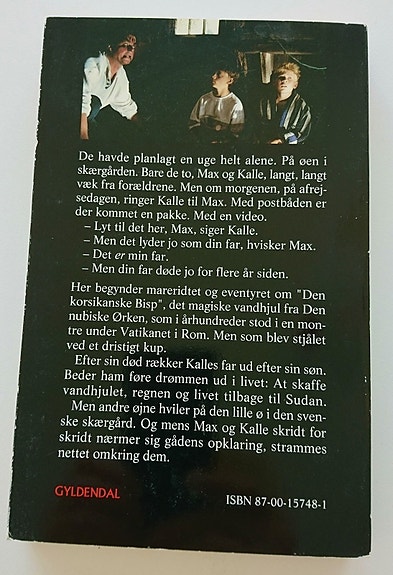 De havde planlagt en uge helt alene. På øen i
skærgården. Bare de to, Max og Kalle, langt, langt
væk fra forældrene. Men om morgenen, på afrej-
sedagen, ringer Kalle til Max. Med postbåden er
der kommet en pakke. Med en video.
– Lyt til det her, Max, siger Kalle.
– Men det lyder jo som din far, hvisker Max.
– Det er min far.
– Men din far døde jo for flere år siden.
Her begynder mareridtet og eventyret om "Den
korsikanske Bisp", det magiske vandhjul fra Den
nubiske Ørken, som i århundreder stod i en mon-
tre under Vatikanet i Rom. Men som blev stjålet
ved et dristigt kup.
Efter sin død rækker Kalles far ud efter sin søn.
Beder ham føre drømmen ud i livet: At skaffe
vandhjulet, regnen og livet tilbage til Sudan.
Men andre øjne hviler på den lille ø i den sven-
ske skærgård. Og mens Max og Kalle skridt for
skridt nærmer sig gådens opklaring, strammes
nettet omkring dem.
GYLDENDAL
ISBN 87-00-15748-1